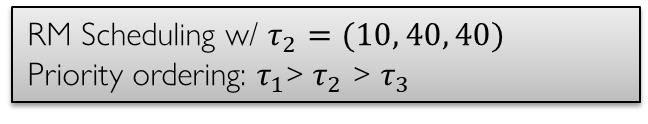 RM Scheduling w/ τ₂ = (10, 40, 40)
Priority ordering: τ₁> τ₂ > τ₃